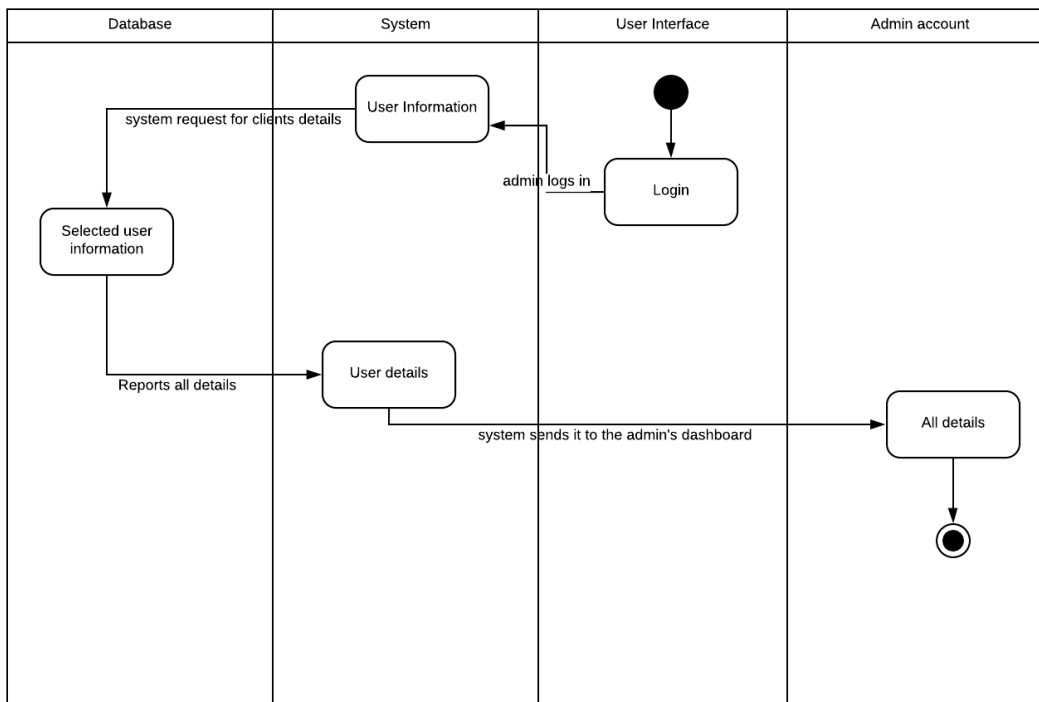 Database
System
User Interface
Admin account
User Information
system request for clients details
admin logs in
Login
Selected user
information
User details
Reports all details
All details
system sends it to the admin's dashboard